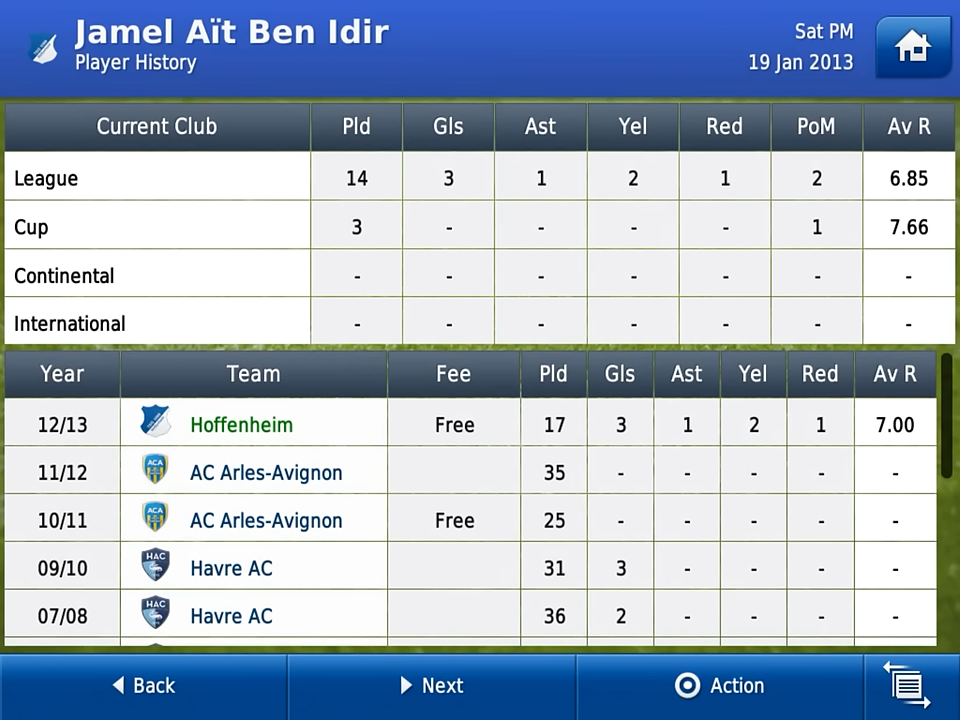 Jamel Aït Ben Idir
Player History
Sat PM
19 Jan 2013
Current Club Pld Gls Ast Yel Red PoM Av R
League 14 3 1 2 1 2 6.85
Cup 3 - - - - 1 7.66
Continental - - - - - - -
International - - - - - - -
Year Team Fee Pld Gls Ast Yel Red Av R
12/13 Hoffenheim Free 17 3 1 2 1 7.00
11/12 ACA AC Arles-Avignon 35 - - - - -
10/11 ACA AC Arles-Avignon Free 25 - - - - -
09/10 HAC Havre AC 31 3 - - - -
07/08 HAC Havre AC 36 2 - - - -
Back Next Action